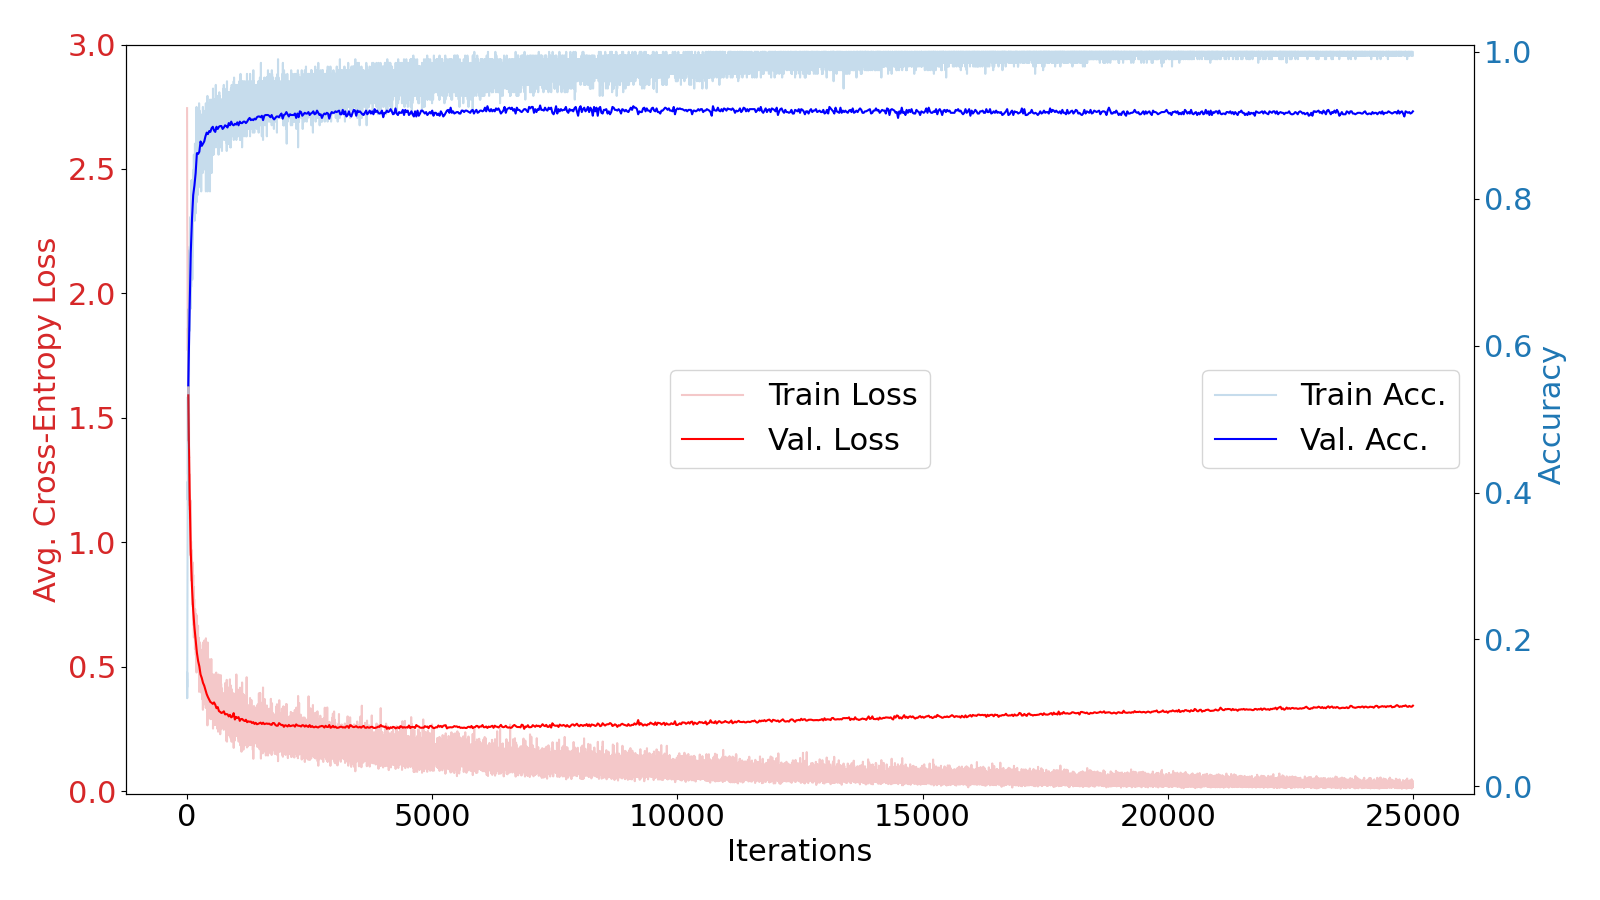 3.0
2.5
2.0
1.5
1.0
0.5
0.0
Avg. Cross-Entropy Loss
Train Loss
Val. Loss
Train Acc.
Val. Acc.
1.0
0.8
0.6
0.4
0.2
0.0
Accuracy
0 5000 10000 15000 20000 25000
Iterations